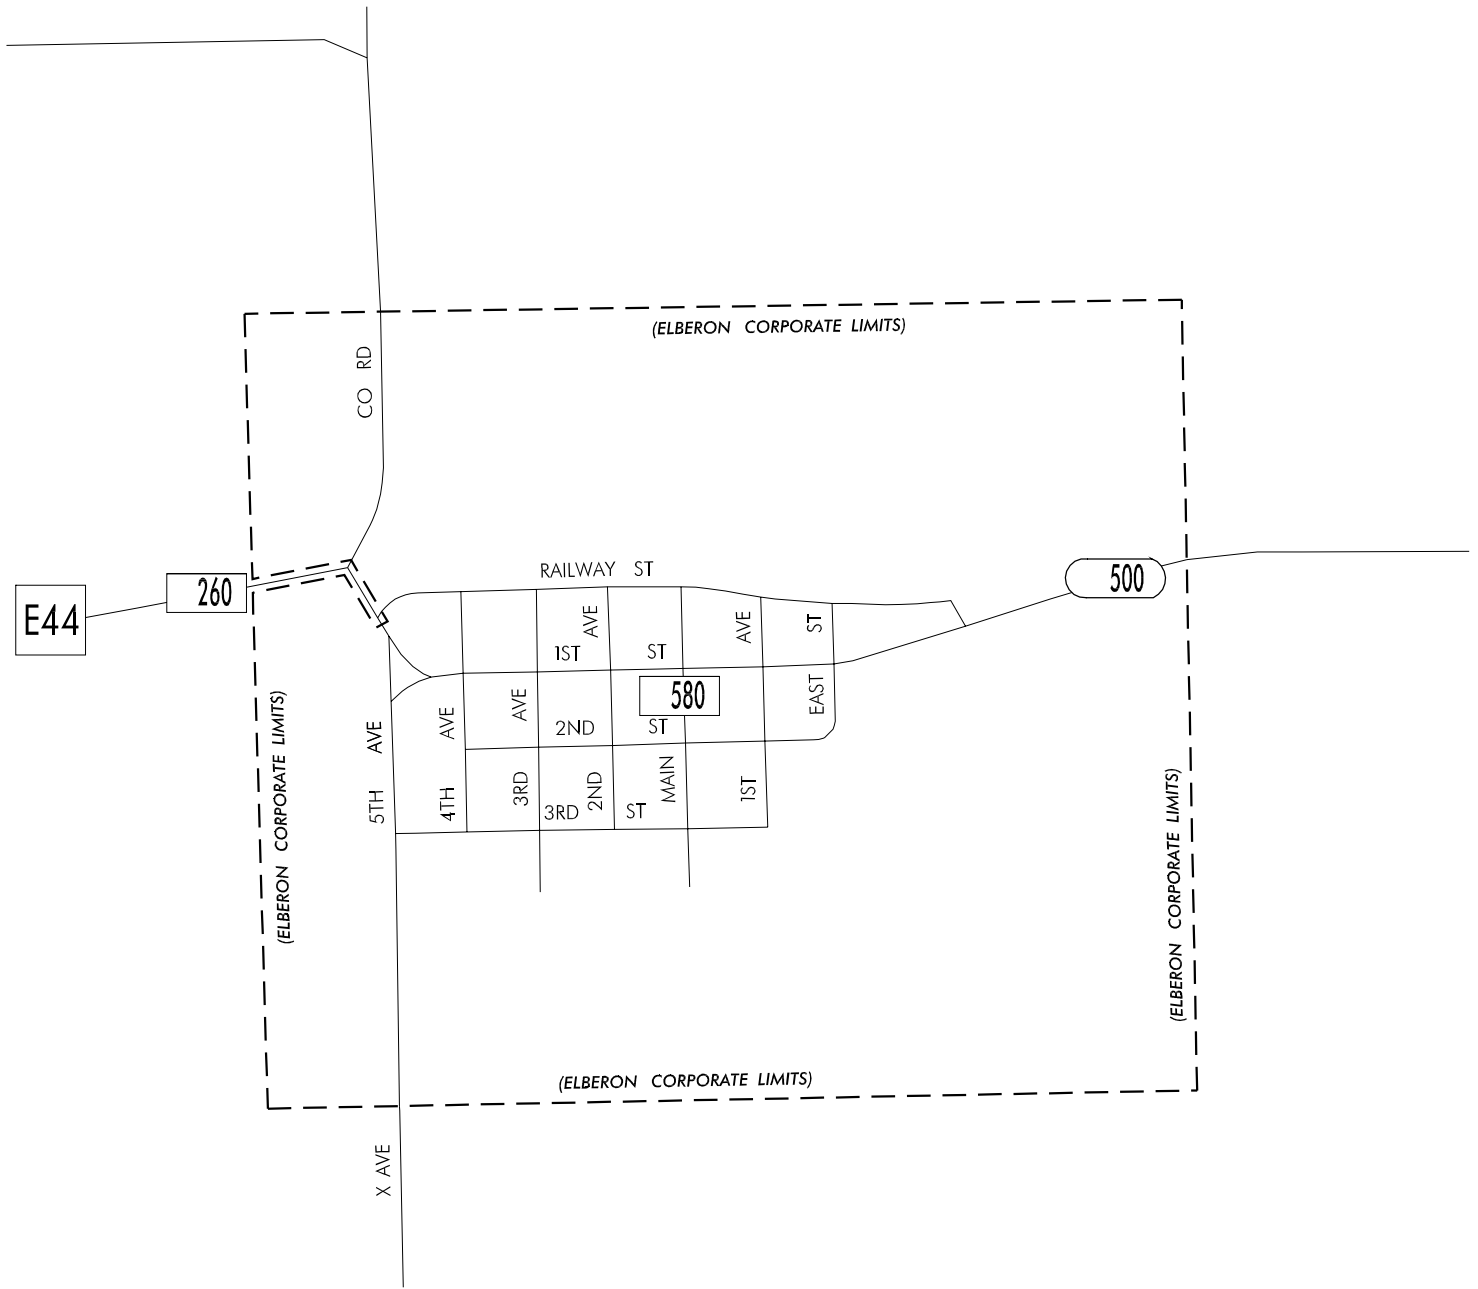 (ELBERON CORPORATE LIMITS)
CO RD
RAILWAY ST
260
500
E44
AVE
AVE
ST
1ST ST
580
EAST
(ELBERON CORPORATE LIMITS)
5TH AVE
4TH AVE
3RD AVE
2ND ST
2ND
MAIN
1ST
3RD ST
(ELBERON CORPORATE LIMITS)
(ELBERON CORPORATE LIMITS)
X AVE